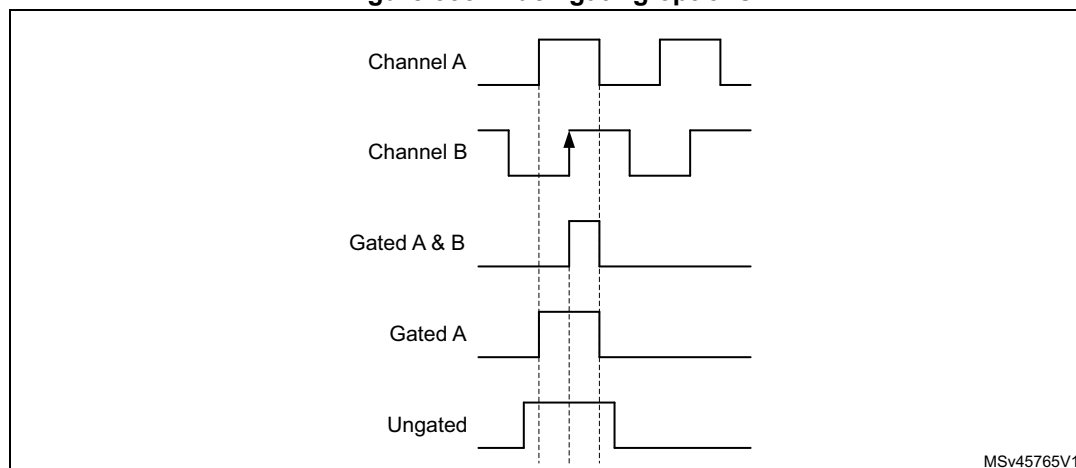 Channel A
Channel B
Gated A & B
Gated A
Ungated
MSv45765V1